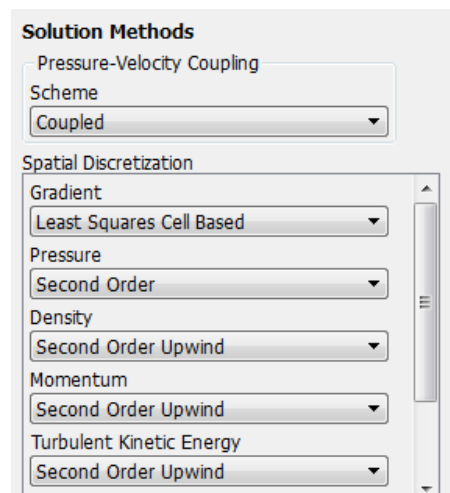 Solution Methods
Pressure-Velocity Coupling
Scheme
Coupled
Spatial Discretization
Gradient
Least Squares Cell Based
Pressure
Second Order
Density
Second Order Upwind
Momentum
Second Order Upwind
Turbulent Kinetic Energy
Second Order Upwind